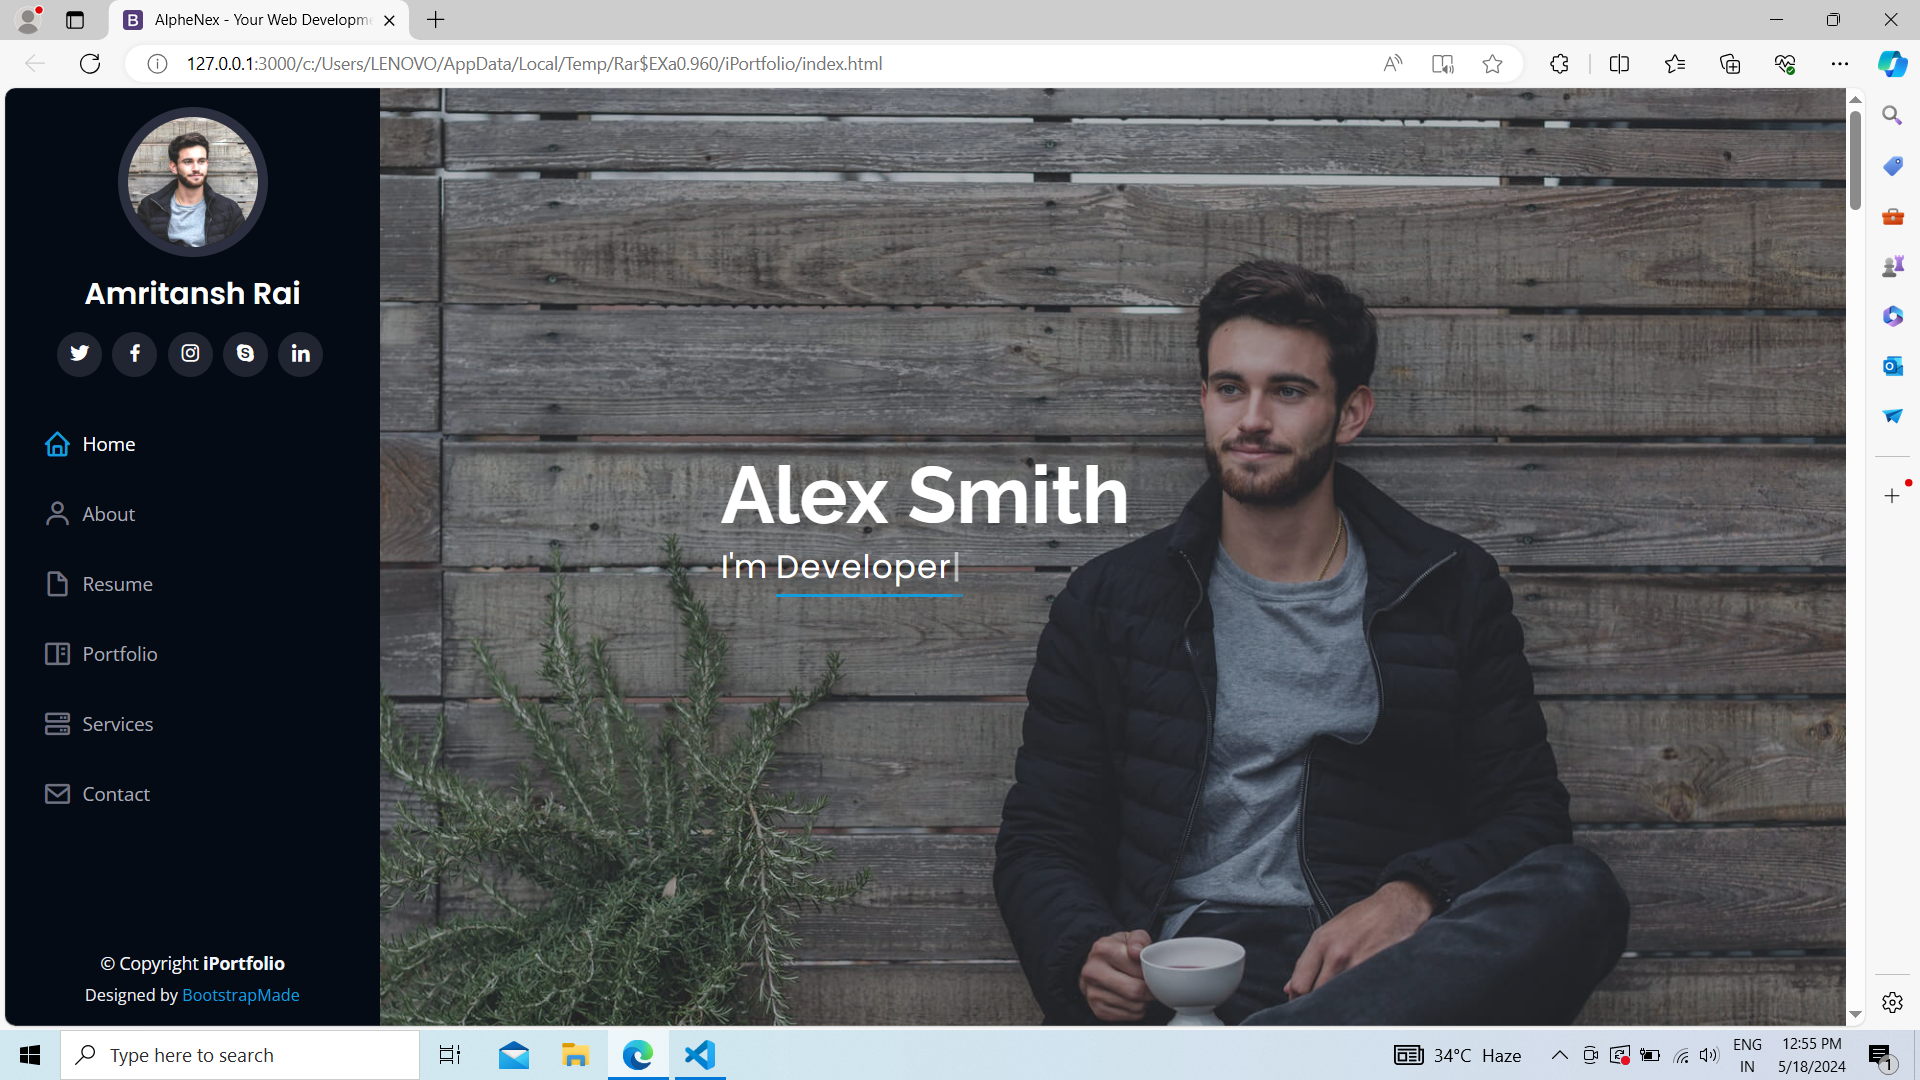 AlpheNex - Your Web Developme
127.0.0.1:3000/c:/Users/LENOVO/AppData/Local/Temp/Rar$EXa0.960/iPortfolio/index.html
Amritansh Rai
Home
About
Resume
Portfolio
Services
Contact
© Copyright iPortfolio
Designed by BootstrapMade
Alex Smith
I'm Developer|
Type here to search
34°C Haze
ENG
IN
12:55 PM
5/18/2024
1